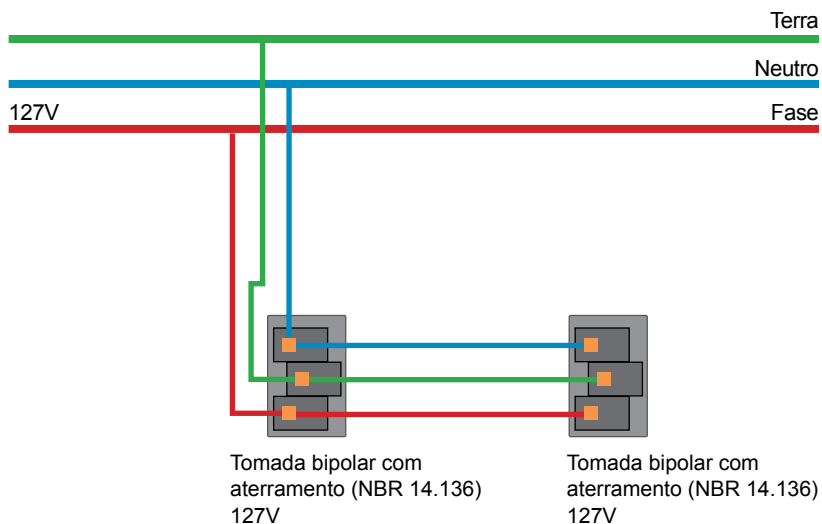 Terra
Neutro
127V
Fase
Tomada bipolar com
aterramento (NBR 14.136)
127V
Tomada bipolar com
aterramento (NBR 14.136)
127V